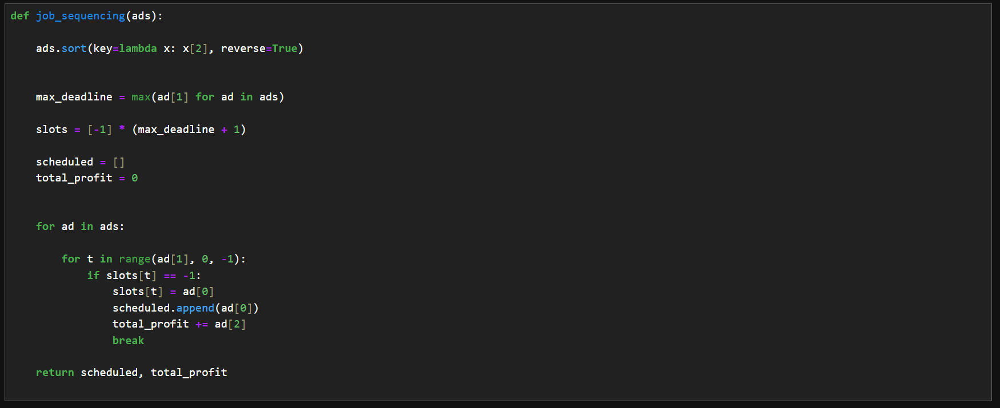 def job_sequencing(ads):
    ads.sort(key=lambda x: x[2], reverse=True)
    max_deadline = max(ad[1] for ad in ads)
    slots = [-1] * (max_deadline + 1)
    scheduled = []
    total_profit = 0
    for ad in ads:
        for t in range(ad[1], 0, -1):
            if slots[t] == -1:
                slots[t] = ad[0]
                scheduled.append(ad[0])
                total_profit += ad[2]
                break
    return scheduled, total_profit